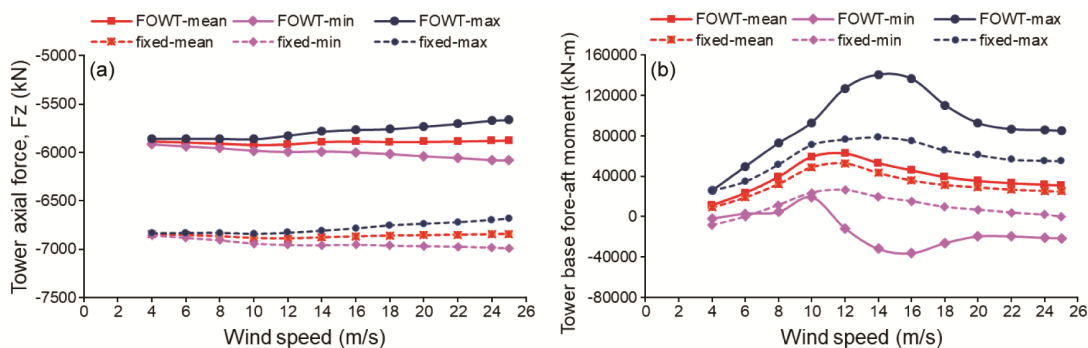 FOWT-mean FOWT-min FOWT-max
fixed-mean fixed-min fixed-max
-5000
(a)
-5500
-6000
-6500
-7000
-7500
Tower axial force, Fz (kN)
0 2 4 6 8 10 12 14 16 18 20 22 24 26
Wind speed (m/s)
FOWT-mean FOWT-min FOWT-max
fixed-mean fixed-min fixed-max
160000
(b)
120000
80000
40000
0
-40000
-80000
Tower base fore-aft moment (kN-m)
0 2 4 6 8 10 12 14 16 18 20 22 24 26
Wind speed (m/s)